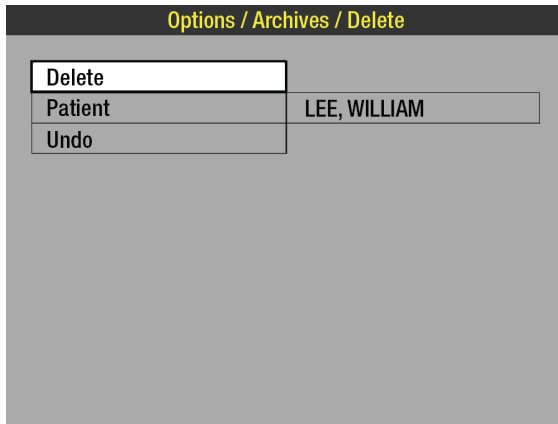 Options / Archives / Delete
Delete
Patient LEE, WILLIAM
Undo